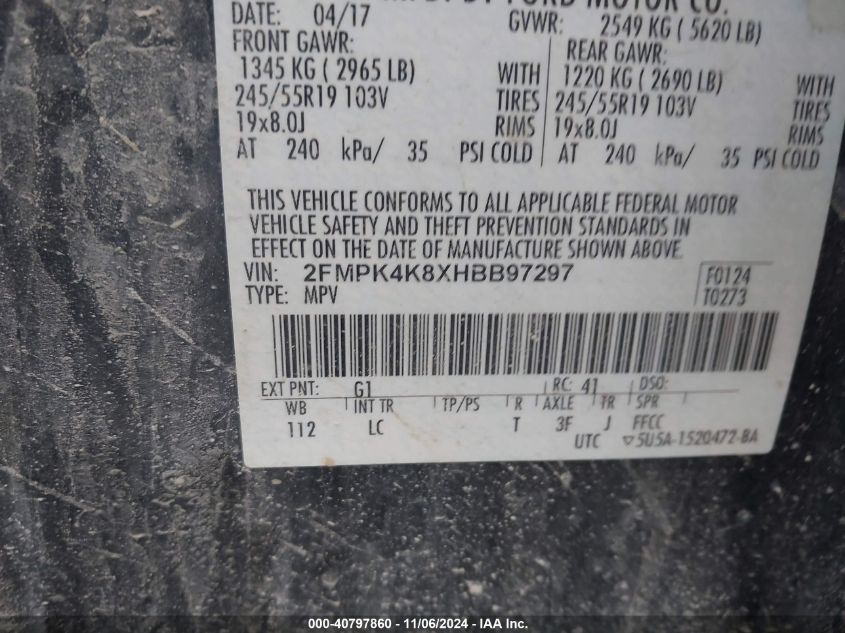 FORD MOTOR CO.
DATE: 04/17 GVWR: 2549 KG ( 5620 LB)
FRONT GAWR: REAR GAWR:
1345 KG ( 2965 LB) WITH 1220 KG ( 2690 LB) WITH
245/55R19 103V TIRES 245/55R19 103V TIRES
19x8.0J RIMS 19x8.0J RIMS
AT 240 kPa/ 35 PSI COLD AT 240 kPa/ 35 PSI COLD
THIS VEHICLE CONFORMS TO ALL APPLICABLE FEDERAL MOTOR
VEHICLE SAFETY AND THEFT PREVENTION STANDARDS IN
EFFECT ON THE DATE OF MANUFACTURE SHOWN ABOVE.
VIN: 2FMPK4K8XHBB97297 F0124
TYPE: MPV T0273
EXT PNT: G1 RC: 41 DSO:
WB INT TR TP/PS R AXLE TR SPR
112 LC T 3F J FFCC
UTC ▽5U5A-1520472-BA
000-40797860 - 11/06/2024 - IAA Inc.